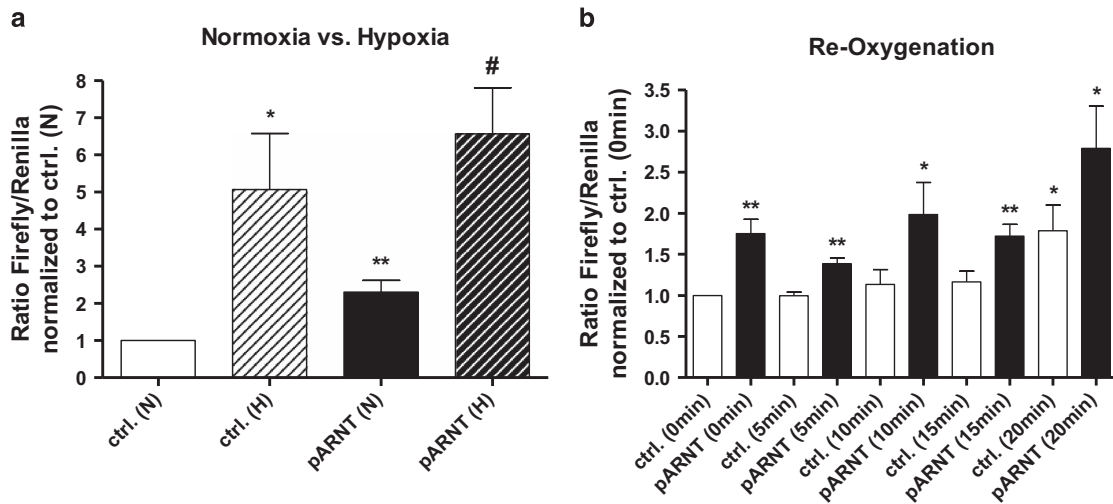 a
Normoxia vs. Hypoxia
Ratio Firefly/Renilla
normalized to ctrl. (N)
8
7
6
5
4
3
2
1
0
*
**
#
ctrl. (N)
ctrl. (H)
pARNT (N)
pARNT (H)
b
Re-Oxygenation
Ratio Firefly/Renilla
normalized to ctrl. (0min)
3.5
3.0
2.5
2.0
1.5
1.0
0.5
0.0
**
**
*
**
*
*
ctrl. (0min)
pARNT (0min)
ctrl. (5min)
pARNT (5min)
ctrl. (10min)
pARNT (10min)
ctrl. (15min)
pARNT (15min)
ctrl. (20min)
pARNT (20min)